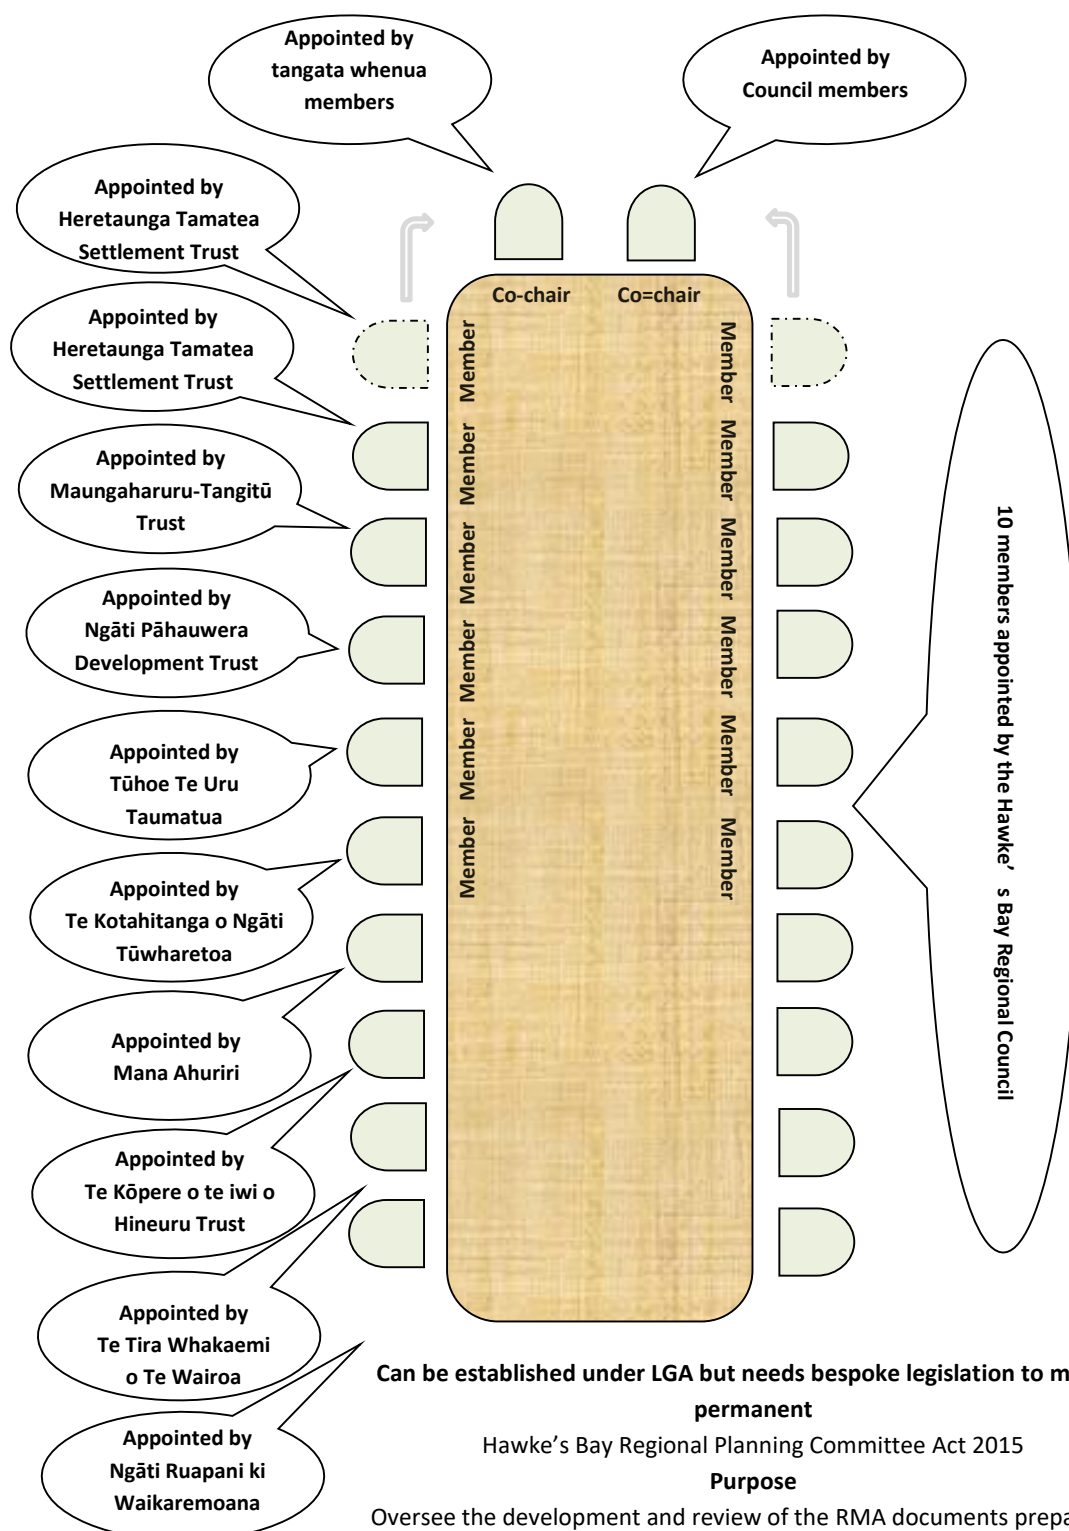 Appointed by
tangata whenua
members
Appointed by
Council members
Appointed by
Heretaunga Tamatea
Settlement Trust
Appointed by
Heretaunga Tamatea
Settlement Trust
Appointed by
Maungaharuru-Tangitū
Trust
Appointed by
Ngāti Pāhauwera
Development Trust
Appointed by
Tūhoe Te Uru
Taumatua
Appointed by
Te Kotahitanga o Ngāti
Tūwharetoa
Appointed by
Mana Ahuriri
Appointed by
Te Kōpere o te iwi o
Hineuru Trust
Appointed by
Te Tira Whakaemi
o Te Wairoa
Appointed by
Ngāti Ruapani ki
Waikaremoana
Co-chair
Co=chair
Member
Member
Member
Member
Member
Member
Member
Member
Member
Member
Member
Member
10 members appointed by the Hawke’ s Bay Regional Council
Can be established under LGA but needs bespoke legislation to m
permanent
Hawke’s Bay Regional Planning Committee Act 2015
Purpose
Oversee the development and review of the RMA documents prepa